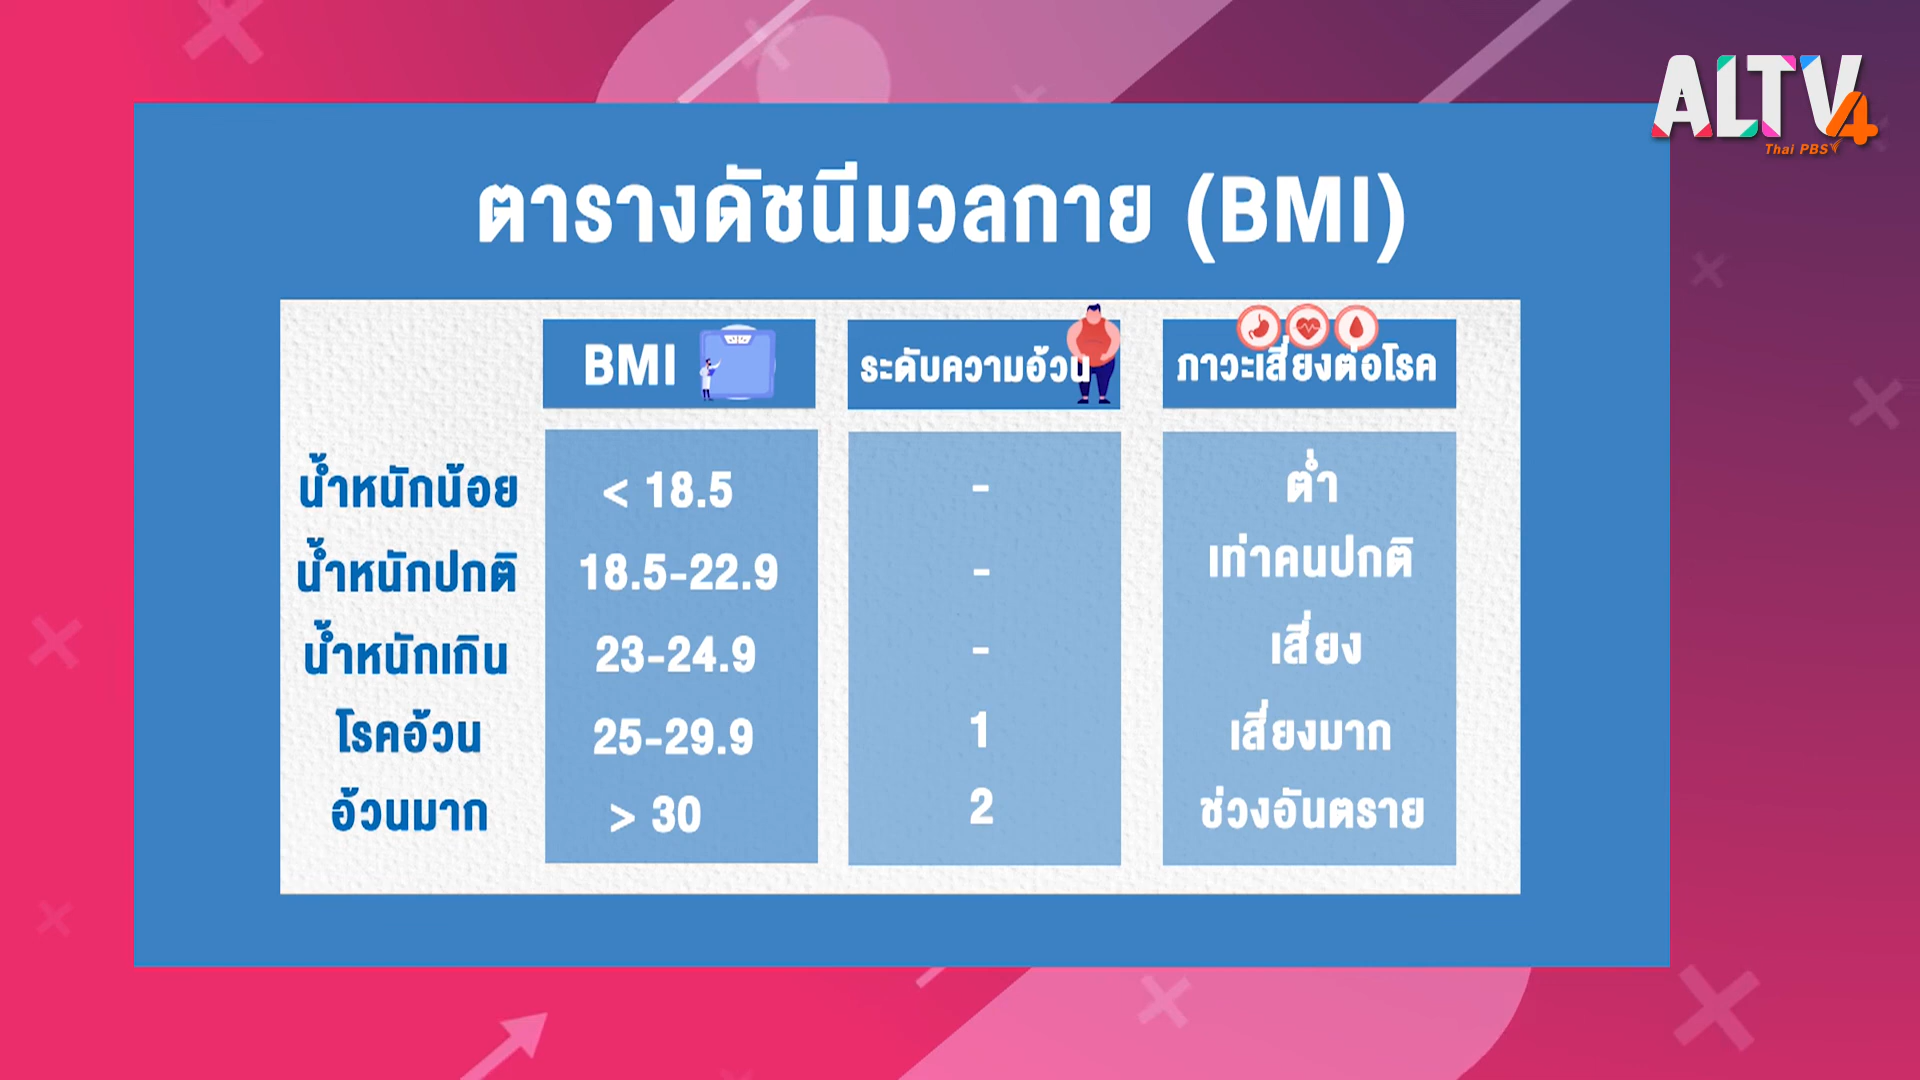 ALTV4
Thai PBS
ตารางดัชนีมวลกาย (BMI)
BMI ระดับความอ้วน ภาวะเสี่ยงต่อโรค
น้ำหนักน้อย < 18.5 - ต่ำ
น้ำหนักปกติ 18.5-22.9 - เท่าคนปกติ
น้ำหนักเกิน 23-24.9 - เสี่ยง
โรคอ้วน 25-29.9 1 เสี่ยงมาก
อ้วนมาก > 30 2 ช่วงอันตราย